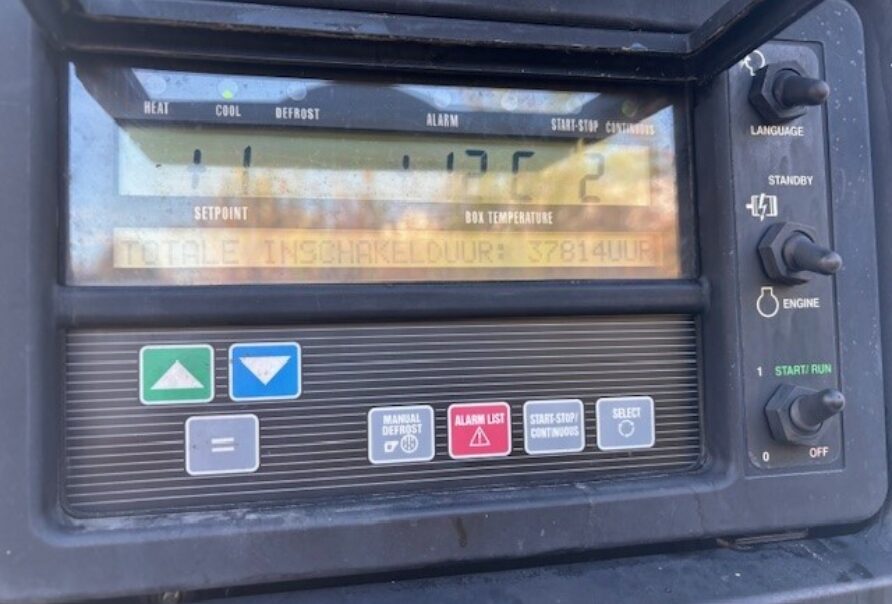 HEAT COOL DEFROST ALARM START-STOP CONTINUOUS
SETPOINT BOX TEMPERATURE
TOTALE INSCHAKELDUUR: 37814UUR
MANUAL DEFROST
ALARM LIST
START-STOP/
CONTINUOUS
SELECT
=
LANGUAGE
STANDBY
ENGINE
1 START/RUN
0 OFF